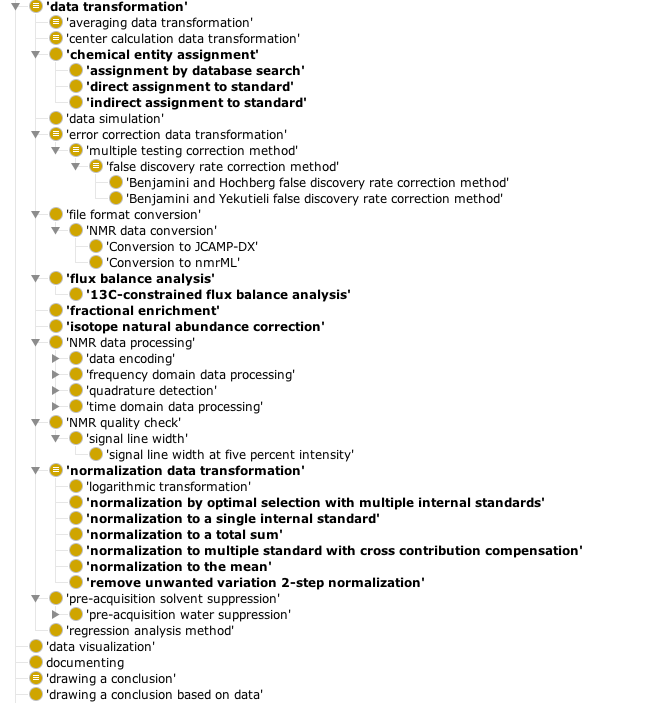 'data transformation'
'averaging data transformation'
'center calculation data transformation'
'chemical entity assignment'
'assignment by database search'
'direct assignment to standard'
'indirect assignment to standard'
'data simulation'
'error correction data transformation'
'multiple testing correction method'
'false discovery rate correction method'
'Benjamini and Hochberg false discovery rate correction method'
'Benjamini and Yekutieli false discovery rate correction method'
'file format conversion'
'NMR data conversion'
'Conversion to JCAMP-DX'
'Conversion to nmrML'
'flux balance analysis'
'13C-constrained flux balance analysis'
'fractional enrichment'
'isotope natural abundance correction'
'NMR data processing'
'data encoding'
'frequency domain data processing'
'quadrature detection'
'time domain data processing'
'NMR quality check'
'signal line width'
'signal line width at five percent intensity'
'normalization data transformation'
'logarithmic transformation'
'normalization by optimal selection with multiple internal standards'
'normalization to a single internal standard'
'normalization to a total sum'
'normalization to multiple standard with cross contribution compensation'
'normalization to the mean'
'remove unwanted variation 2-step normalization'
'pre-acquisition solvent suppression'
'pre-acquisition water suppression'
'regression analysis method'
'data visualization'
documenting
'drawing a conclusion'
'drawing a conclusion based on data'